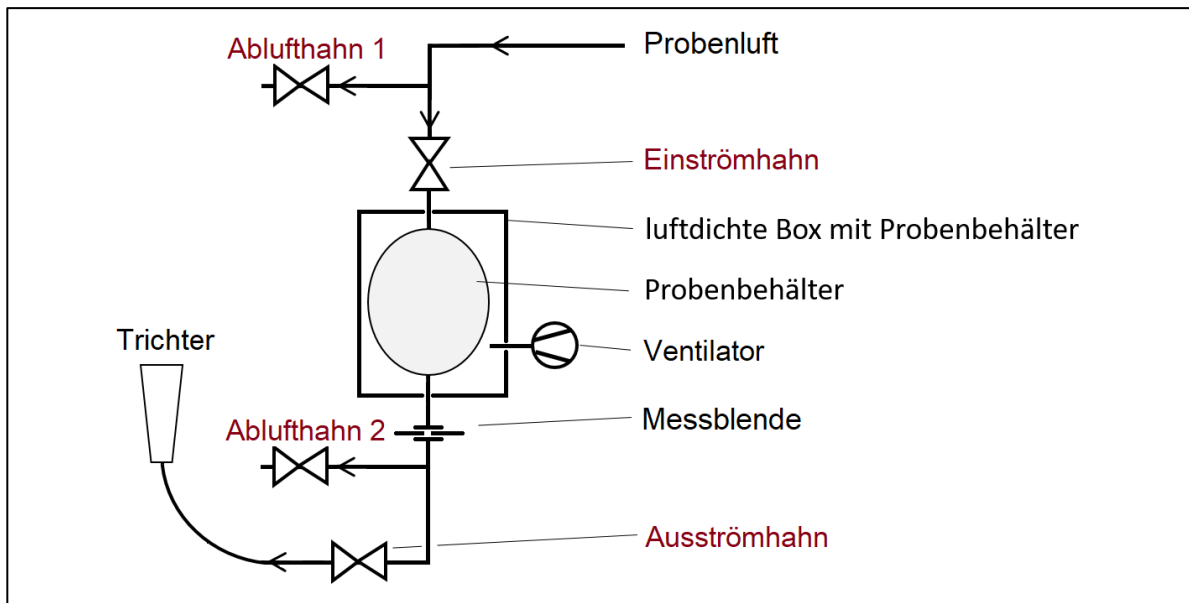 Ablufthahn 1
Probenluft
Einströmhahn
luftdichte Box mit Probenbehälter
Probenbehälter
Trichter
Ventilator
Messblende
Ablufthahn 2
Ausströmhahn